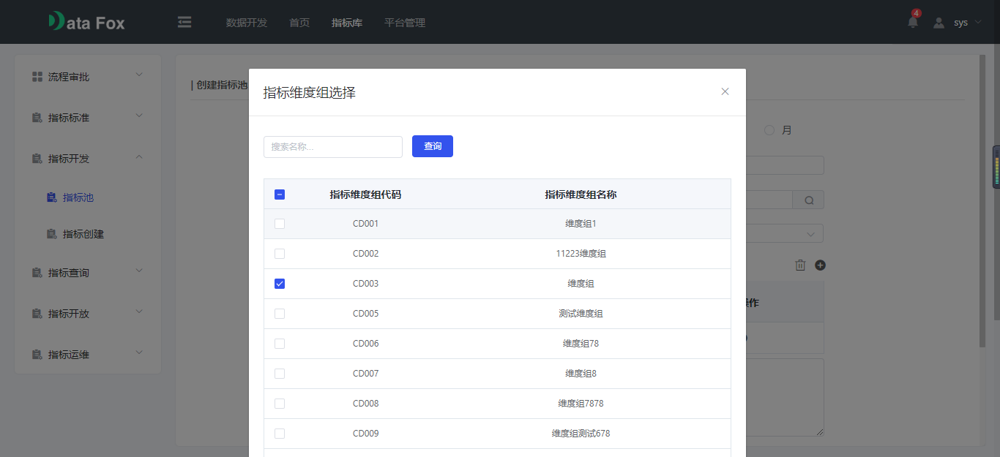 Data Fox
数据开发 首页 指标库 平台管理
4
sys
流程审批
指标标准
指标开发
指标池
指标创建
指标查询
指标开放
指标运维
| 创建指标池
月
作
指标维度组选择
搜索名称...
查询
指标维度组代码 指标维度组名称
CD001 维度组1
CD002 11223维度组
CD003 维度组
CD005 测试维度组
CD006 维度组78
CD007 维度组8
CD008 维度组7878
CD009 维度组测试678